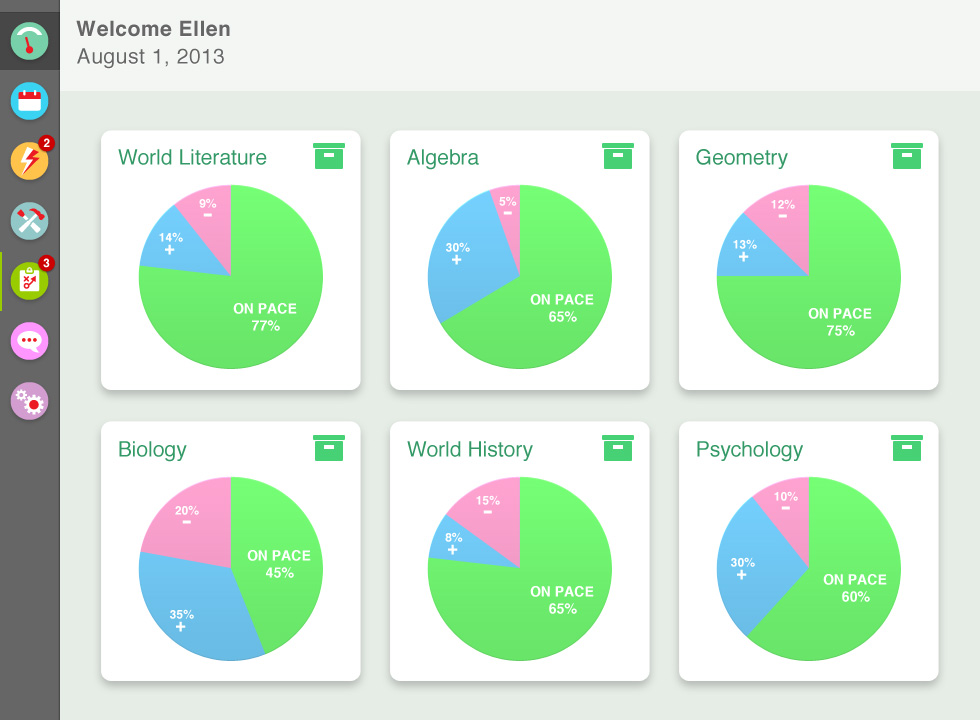 Welcome Ellen
August 1, 2013
2
3
World Literature
9%
-
14%
+
ON PACE
77%
Algebra
5%
-
30%
+
ON PACE
65%
Geometry
12%
-
13%
+
ON PACE
75%
Biology
20%
-
35%
+
ON PACE
45%
World History
15%
-
8%
+
ON PACE
65%
Psychology
10%
-
30%
+
ON PACE
60%